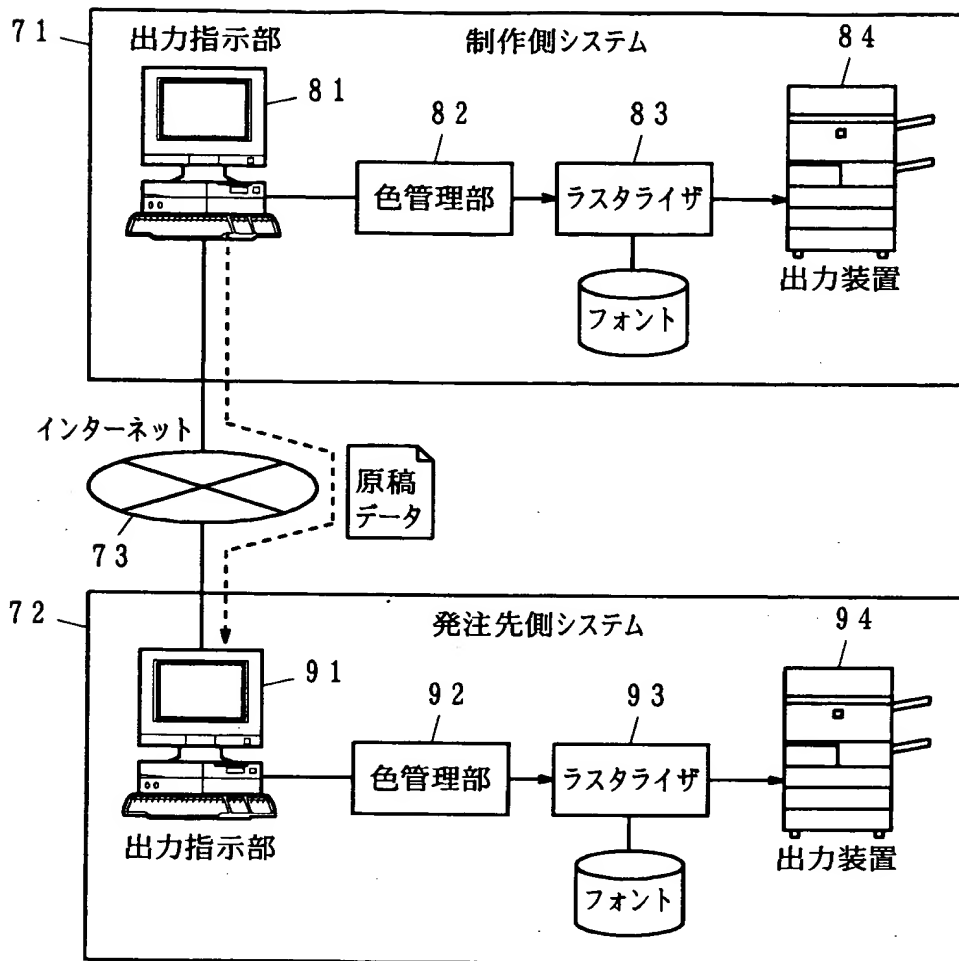 71
出力指示部
制作側システム
84
81
82
83
色管理部
ラスタライザ
出力装置
フォント
インターネット
原稿
データ
73
72
発注先側システム
94
91
92
93
色管理部
ラスタライザ
出力指示部
出力装置
フォント